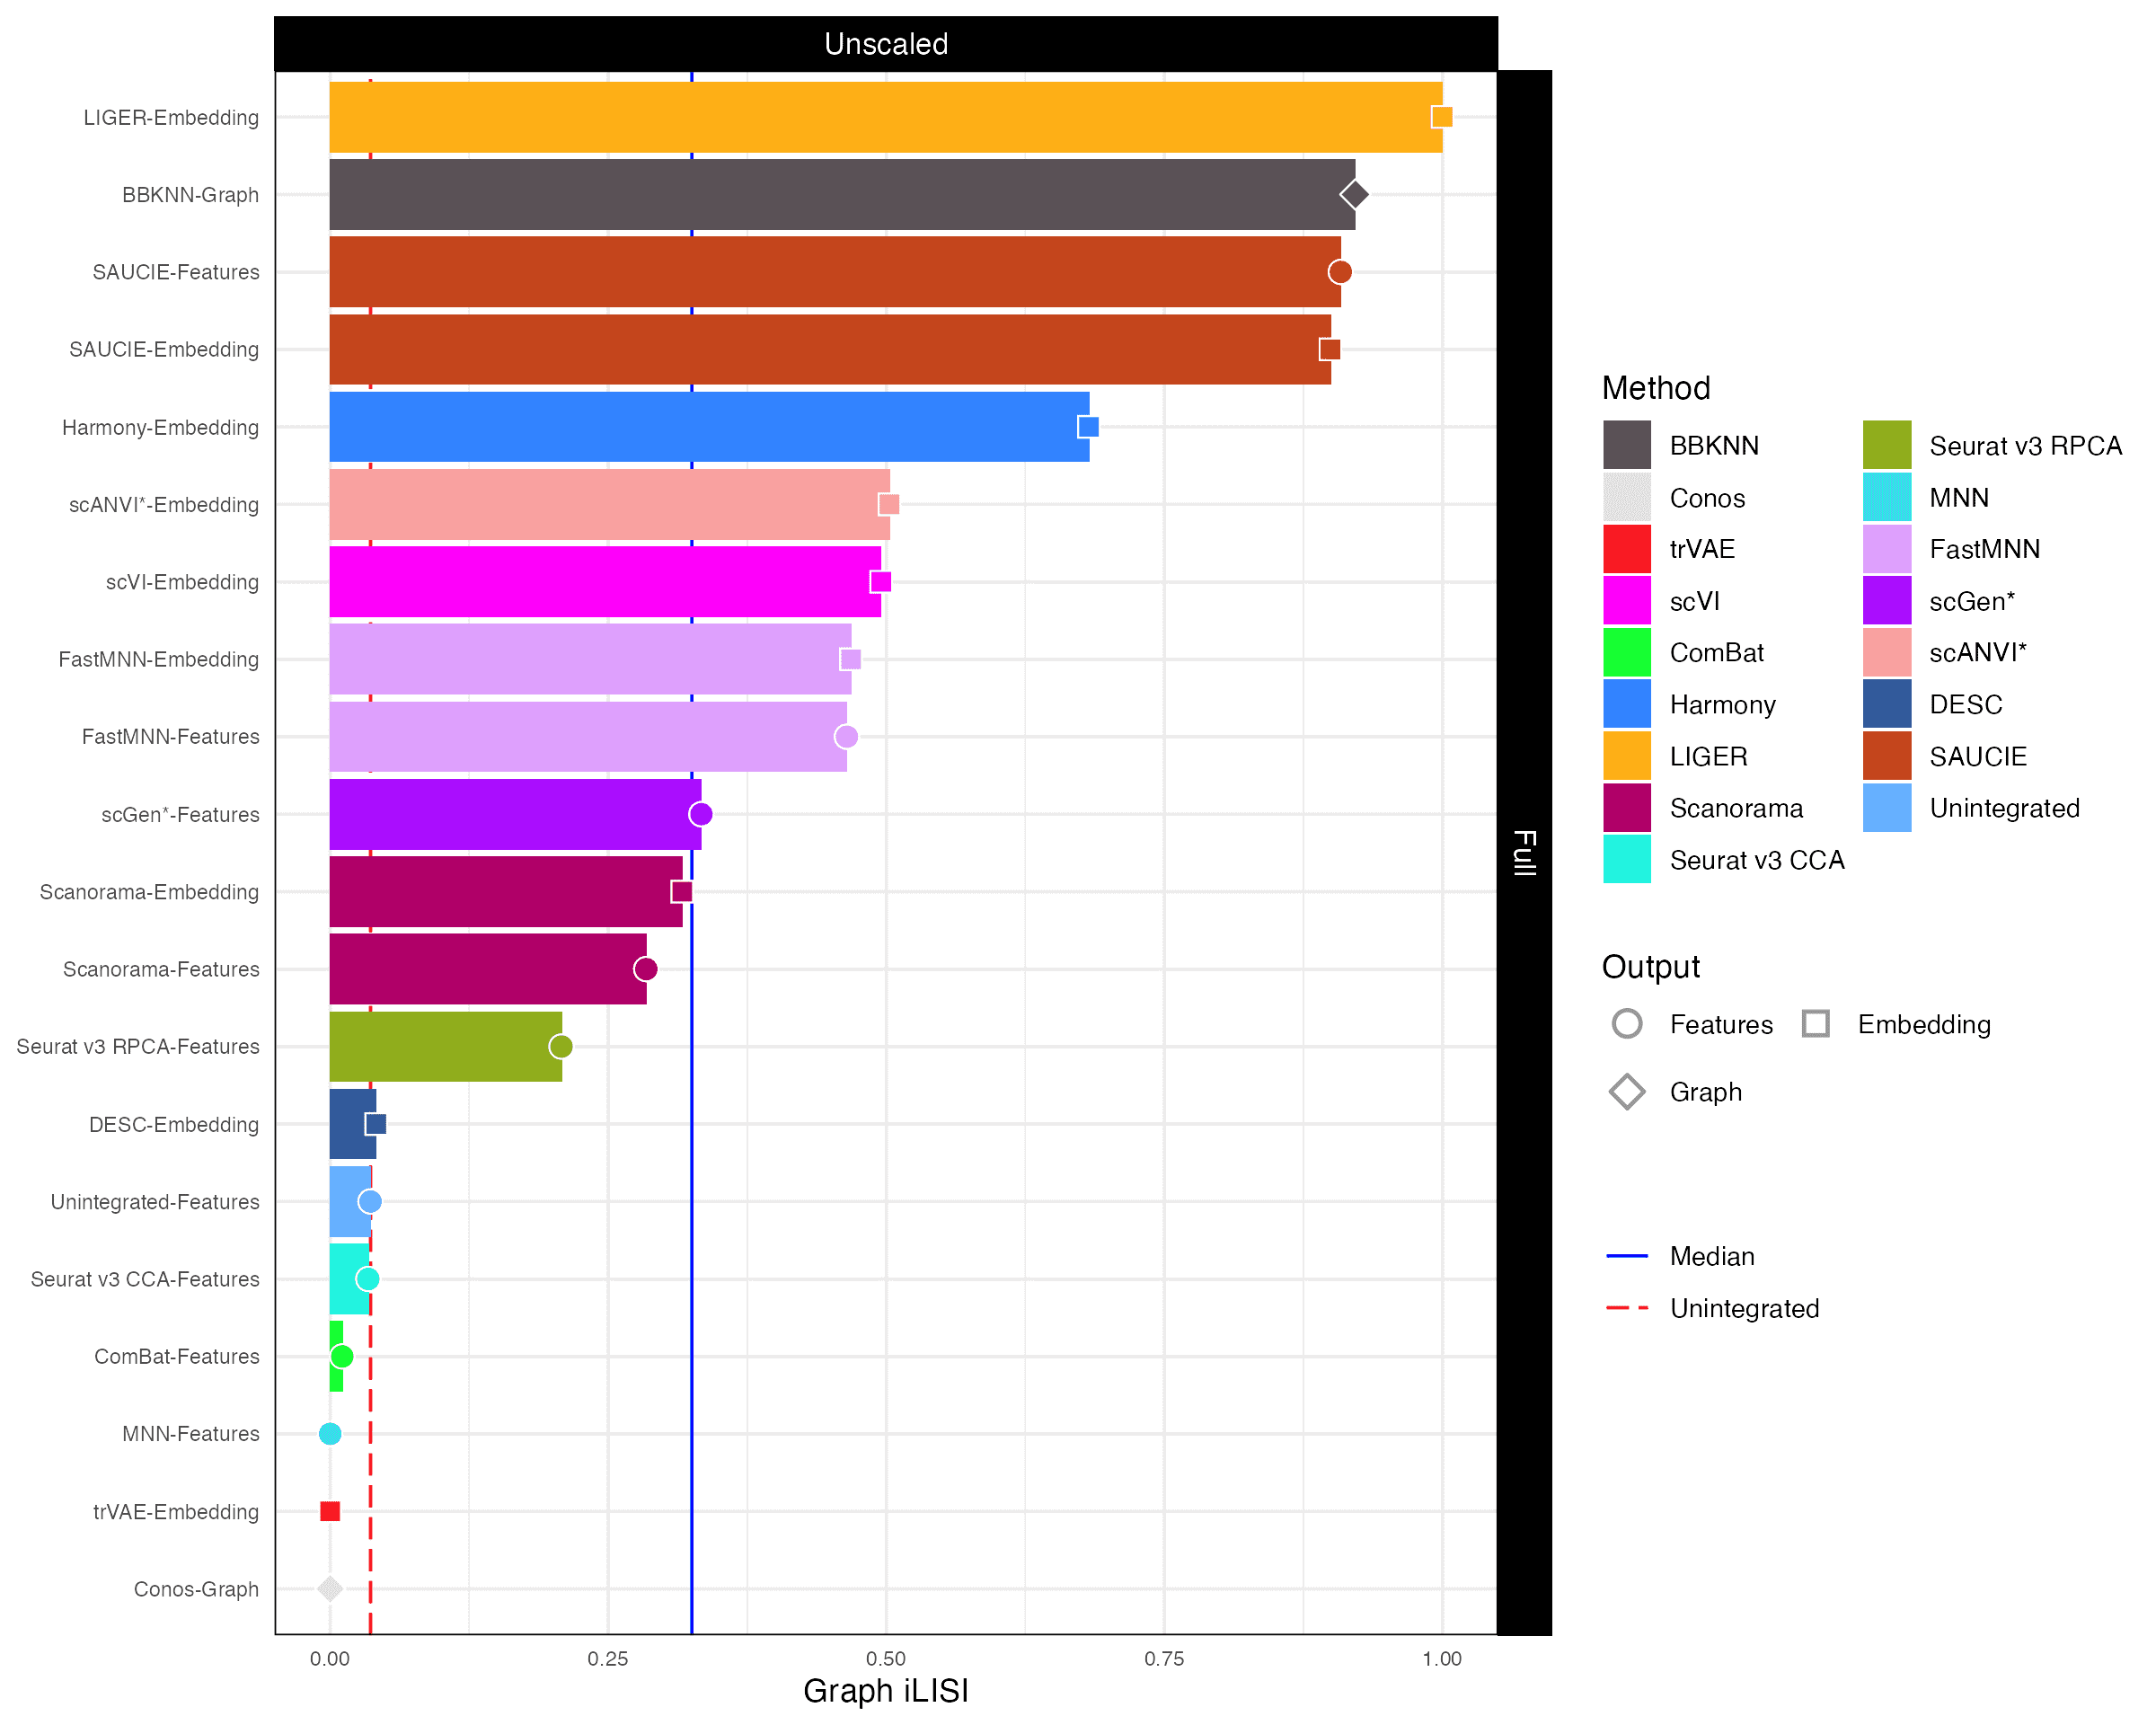 Unscaled
LIGER-Embedding
BBKNN-Graph
SAUCIE-Features
SAUCIE-Embedding
Harmony-Embedding
scANVI*-Embedding
scVI-Embedding
FastMNN-Embedding
FastMNN-Features
scGen*-Features
Scanorama-Embedding
Scanorama-Features
Seurat v3 RPCA-Features
DESC-Embedding
Unintegrated-Features
Seurat v3 CCA-Features
ComBat-Features
MNN-Features
trVAE-Embedding
Conos-Graph
0.00 0.25 0.50 0.75 1.00
Graph iLISI
Full
Method
BBKNN
Conos
trVAE
scVI
ComBat
Harmony
LIGER
Scanorama
Seurat v3 CCA
Seurat v3 RPCA
MNN
FastMNN
scGen*
scANVI*
DESC
SAUCIE
Unintegrated
Output
Features Embedding
Graph
Median
Unintegrated